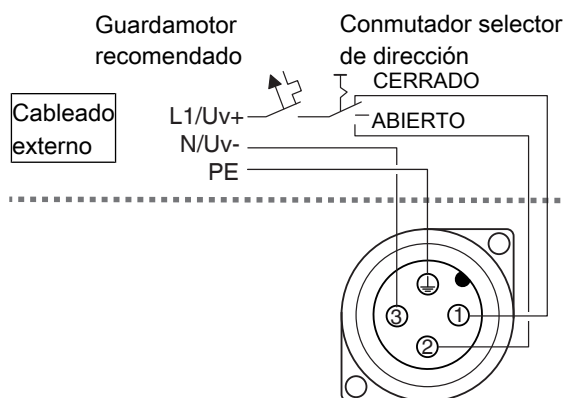 Guardamotor
recomendado
Conmutador selector
de dirección
CERRADO
Cableado
externo
L1/Uv+
ABIERTO
N/Uv-
PE
3
1
2